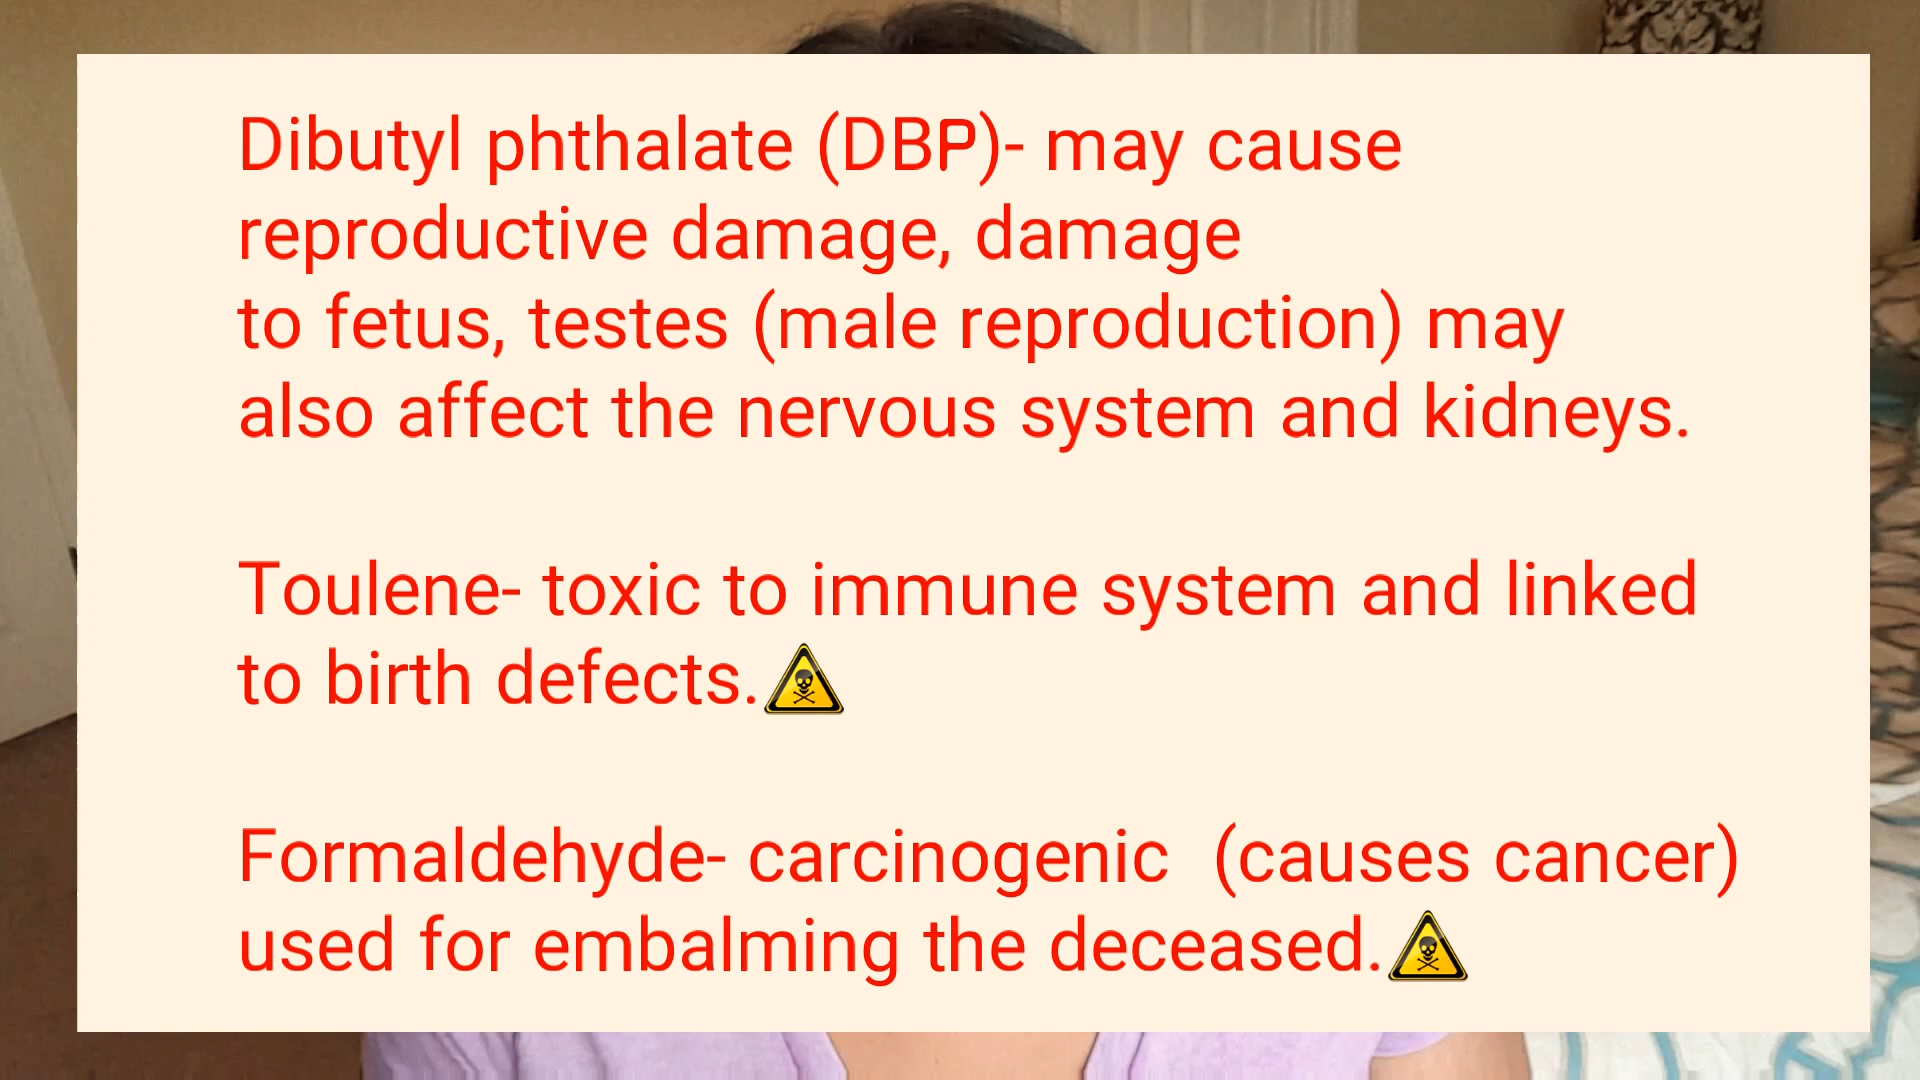 Dibutyl phthalate (DBP)- may cause
reproductive damage, damage
to fetus, testes (male reproduction) may
also affect the nervous system and kidneys.
Toulene- toxic to immune system and linked
to birth defects.
Formaldehyde- carcinogenic (causes cancer)
used for embalming the deceased.